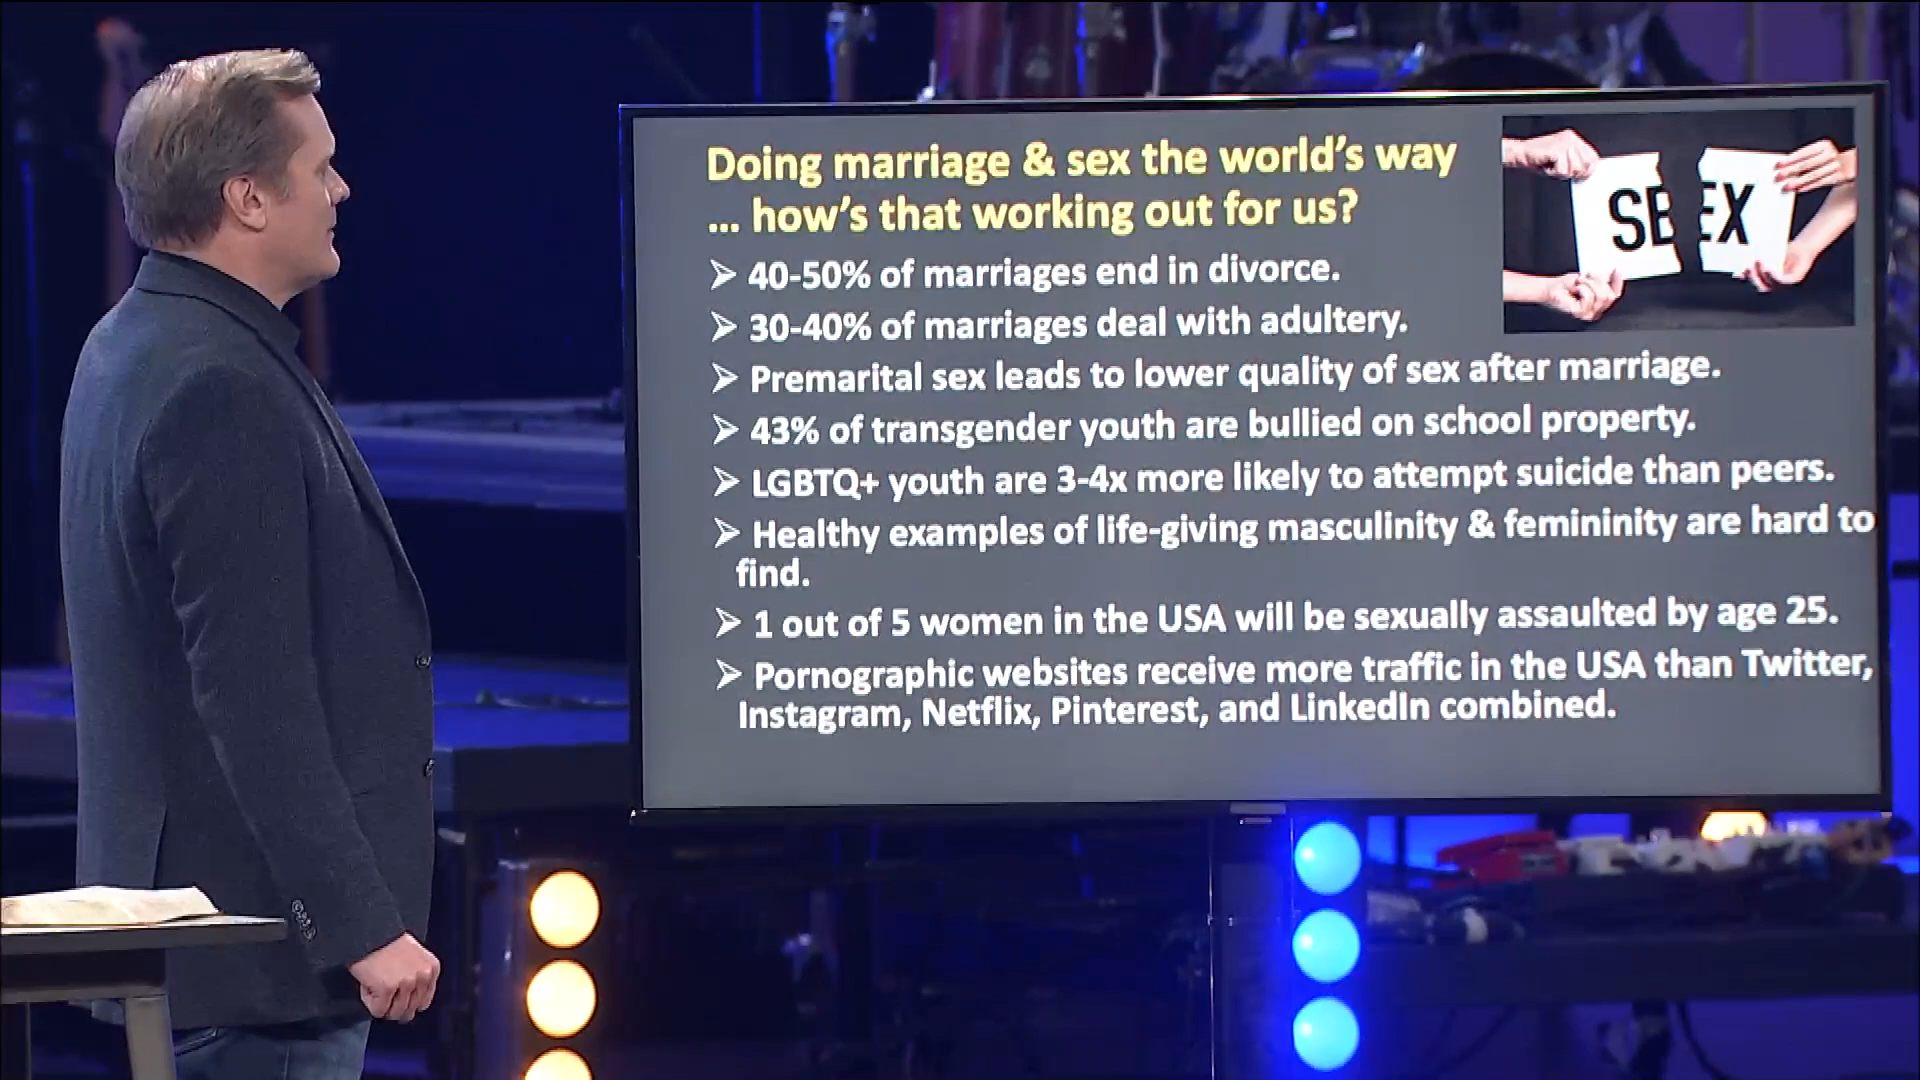 Doing marriage & sex the world's way
... how's that working out for us?
➢ 40-50% of marriages end in divorce.
➢ 30-40% of marriages deal with adultery.
➢ Premarital sex leads to lower quality of sex after marriage.
➢ 43% of transgender youth are bullied on school property.
➢ LGBTQ+ youth are 3-4x more likely to attempt suicide than peers.
➢ Healthy examples of life-giving masculinity & femininity are hard to
find.
➢ 1 out of 5 women in the USA will be sexually assaulted by age 25.
➢ Pornographic websites receive more traffic in the USA than Twitter,
Instagram, Netflix, Pinterest, and LinkedIn combined.
SEX